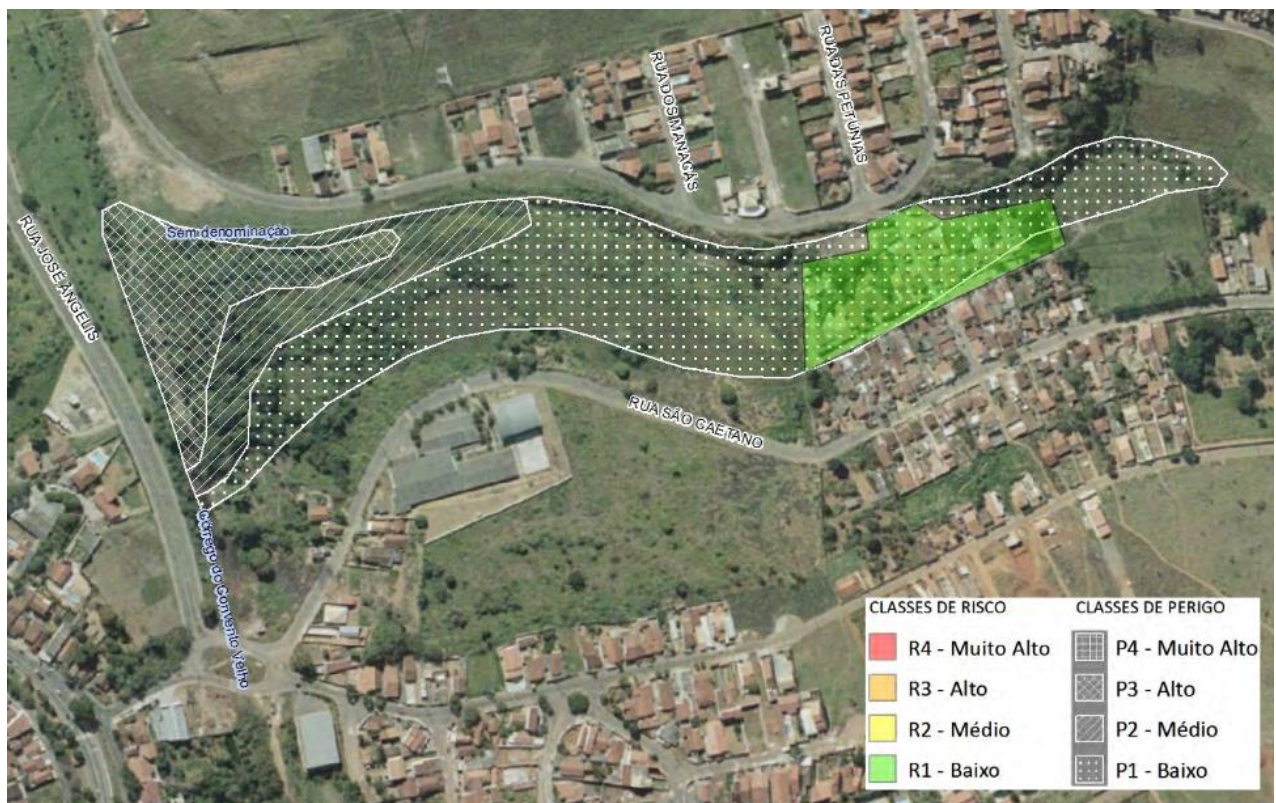 RUA DOS MANACÁS
RUA DAS PETUNIAS
Sem denominação
RUA JOSÉ ÂNGELIS
RUA SÃO CAETANO
Córrego do Convento Velho
CLASSES DE RISCO
R4 - Muito Alto
R3 - Alto
R2 - Médio
R1 - Baixo
CLASSES DE PERIGO
P4 - Muito Alto
P3 - Alto
P2 - Médio
P1 - Baixo